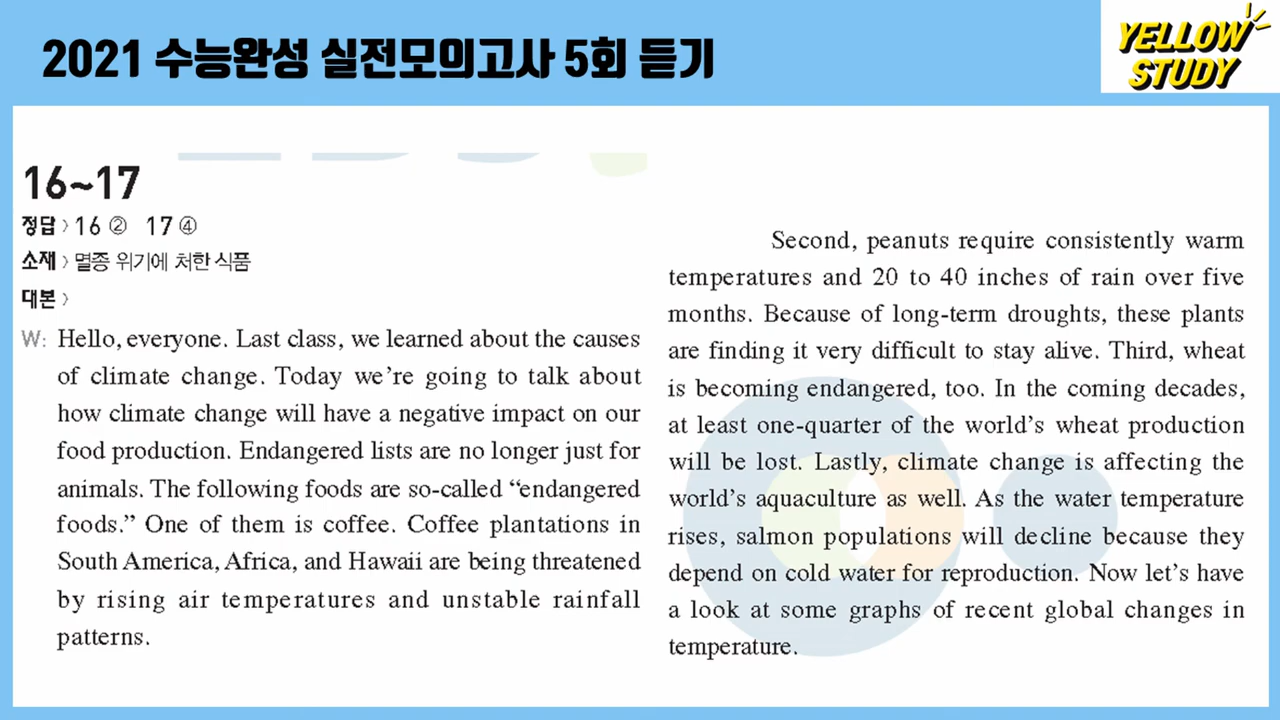 2021 수능완성 실전모의고사 5회 듣기
YELLOW
STUDY
16~17
정답 > 16 ② 17 ④
소재 > 멸종 위기에 처한 식품
대본 >
W: Hello, everyone. Last class, we learned about the causes
of climate change. Today we're going to talk about
how climate change will have a negative impact on our
food production. Endangered lists are no longer just for
animals. The following foods are so-called “endangered
foods.” One of them is coffee. Coffee plantations in
South America, Africa, and Hawaii are being threatened
by rising air temperatures and unstable rainfall
patterns.
Second, peanuts require consistently warm
temperatures and 20 to 40 inches of rain over five
months. Because of long-term droughts, these plants
are finding it very difficult to stay alive. Third, wheat
is becoming endangered, too. In the coming decades,
at least one-quarter of the world's wheat production
will be lost. Lastly, climate change is affecting the
world's aquaculture as well. As the water temperature
rises, salmon populations will decline because they
depend on cold water for reproduction. Now let's have
a look at some graphs of recent global changes in
temperature.